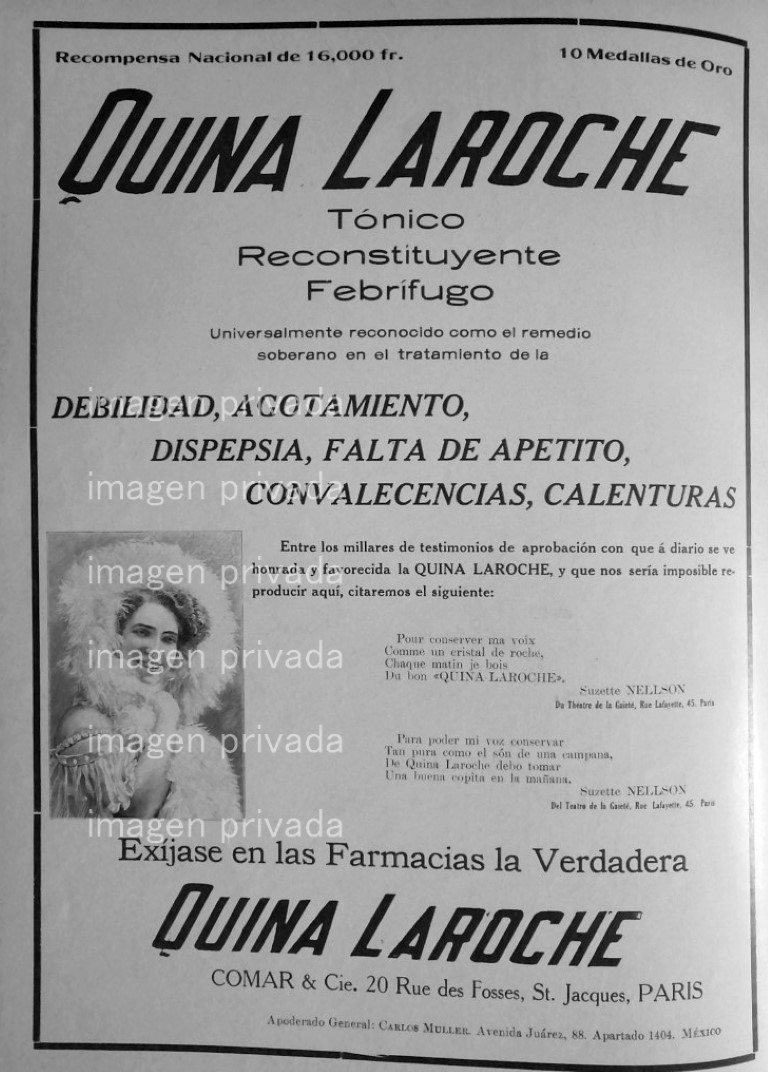 Recompensa Nacional de 16,000 fr.
10 Medallas de Oro
QUINA LAROCHE
Tónico
Reconstituyente
Febrífugo
Universalmente reconocido como el remedio
soberano en el tratamiento de la
DEBILIDAD, AGOTAMIENTO,
DISPEPSIA, FALTA DE APETITO,
CONVALECENCIAS, CALENTURAS
imagen privada
imagen privada
imagen privada
imagen privada
imagen privada
imagen privada
Entre los millares de testimonios de aprobación con que á diario se ve
honrada y favorecida la QUINA LAROCHE, y que nos sería imposible re-
producir aquí, citaremos el siguiente:
Pour conserver ma voix
Comme un cristal de roche,
Chaque matin je bois
Du bon «QUINA LAROCHE».
Suzette NELLSON
Du Théatre de la Gaieté, Rue Lafayette, 45. Paris
Para poder mi voz conservar
Tan pura como el són de una campana,
De Quina Laroche debo tomar
Una buena copita en la mañana.
Suzette NELLSON
Del Teatro de la Gaieté, Rue Lafayette, 45. Paris
Exíjase en las Farmacias la Verdadera
QUINA LAROCHE
COMAR & Cie. 20 Rue des Fosses, St. Jacques, PARIS
Apoderado General: CARLOS MULLER. Avenida Juárez, 88. Apartado 1404. MÉXICO